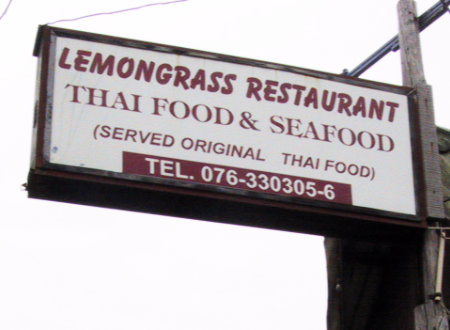 LEMONGRASS RESTAURANT
THAI FOOD & SEAFOOD
(SERVED ORIGINAL THAI FOOD)
TEL. 076-330305-6